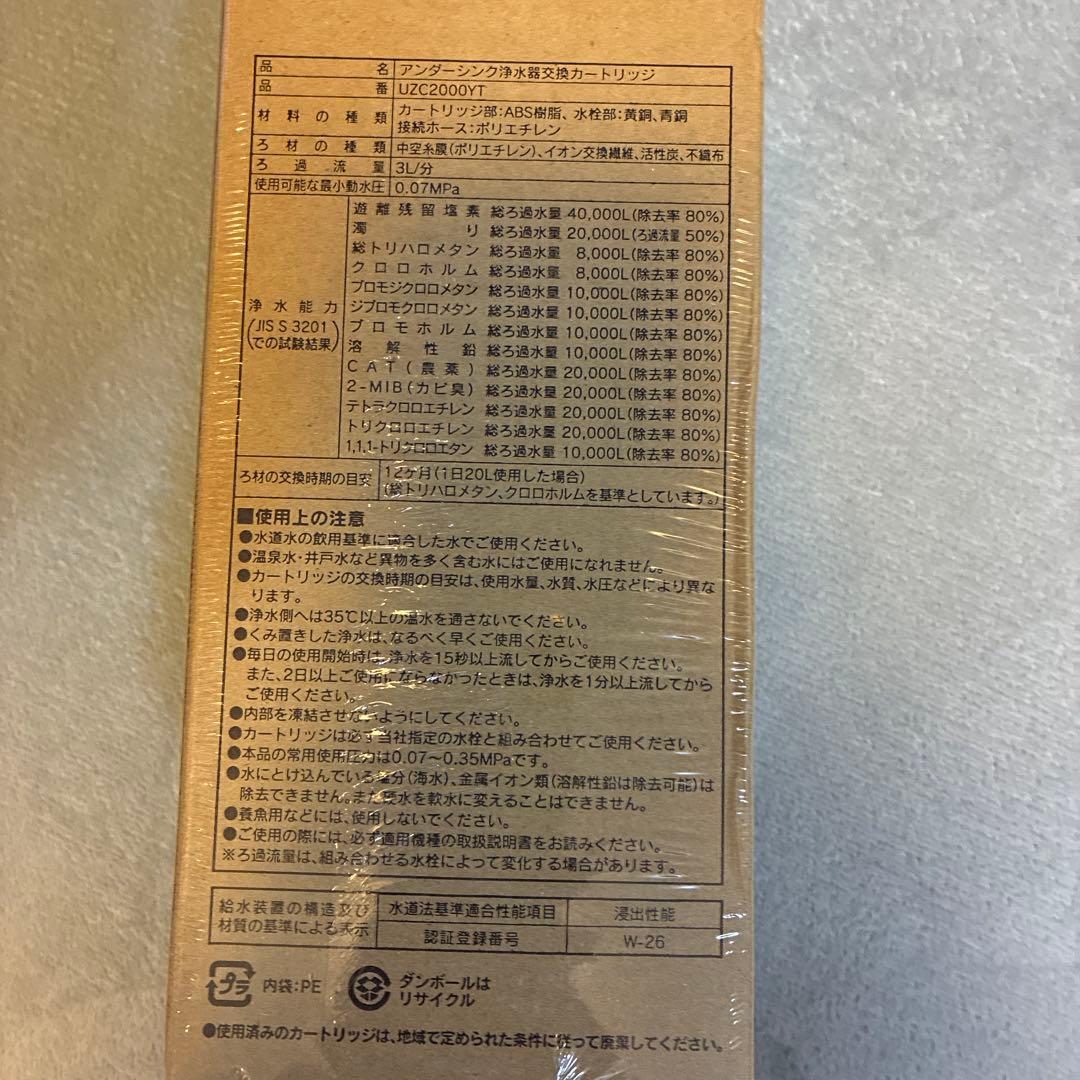 品名 アンダーシンク浄水器交換カートリッジ
品番 UZC2000YT
材料の種類 カートリッジ部:ABS樹脂、水栓部:黄銅、青銅
接続ホース:ポリエチレン
ろ材の種類 中空糸膜(ポリエチレン)、イオン交換繊維、活性炭、不織布
ろ過流量 3L/分
使用可能な最小動水圧 0.07MPa
浄水能力
(JIS S 3201
での試験結果)
遊離残留塩素 総ろ過水量 40,000L(除去率 80%)
濁り 総ろ過水量 20,000L(ろ過流量 50%)
総トリハロメタン 総ろ過水量 8,000L(除去率 80%)
クロロホルム 総ろ過水量 8,000L(除去率 80%)
ブロモジクロロメタン 総ろ過水量 10,000L(除去率 80%)
ジブロモクロロメタン 総ろ過水量 10,000L(除去率 80%)
ブロモホルム 総ろ過水量 10,000L(除去率 80%)
溶解性鉛 総ろ過水量 10,000L(除去率 80%)
CAT(農薬) 総ろ過水量 20,000L(除去率 80%)
2-MIB(カビ臭) 総ろ過水量 20,000L(除去率 80%)
テトラクロロエチレン 総ろ過水量 20,000L(除去率 80%)
トリクロロエチレン 総ろ過水量 20,000L(除去率 80%)
1,1,1-トリクロロエタン 総ろ過水量 10,000L(除去率 80%)
ろ材の交換時期の目安 12ヶ月(1日20L使用した場合)
(総トリハロメタン、クロロホルムを基準としています。)
■使用上の注意
●水道水の飲用基準に適合した水でご使用ください。
●温泉水・井戸水など異物を多く含む水にはご使用になれません。
●カートリッジの交換時期の目安は、使用水量、水質、水圧などにより異な
ります。
●浄水側へは35℃以上の温水を通さないでください。
●くみ置きした浄水は、なるべく早くご使用ください。
●毎日の使用開始時は、浄水を15秒以上流してからご使用ください。
また、2日以上ご使用にならなかったときは、浄水を1分以上流してから
ご使用ください。
●内部を凍結させないようにしてください。
●カートリッジは必ず当社指定の水栓と組み合わせてご使用ください。
●本品の常用使用圧力は0.07～0.35MPaです。
●水にとけ込んでいる塩分(海水)、金属イオン類(溶解性鉛は除去可能)は
除去できません。また硬水を軟水に変えることはできません。
●養魚用などには、使用しないでください。
●ご使用の際には、必ず適用機種の取扱説明書をお読みください。
※ろ過流量は、組み合わせる水栓によって変化する場合があります。
給水装置の構造及び
材質の基準による表示
水道法基準適合性能項目 浸出性能
認証登録番号 W-26
プラ 内袋:PE
ダンボールは
リサイクル
●使用済みのカートリッジは、地域で定められた条件に従って廃棄してください。